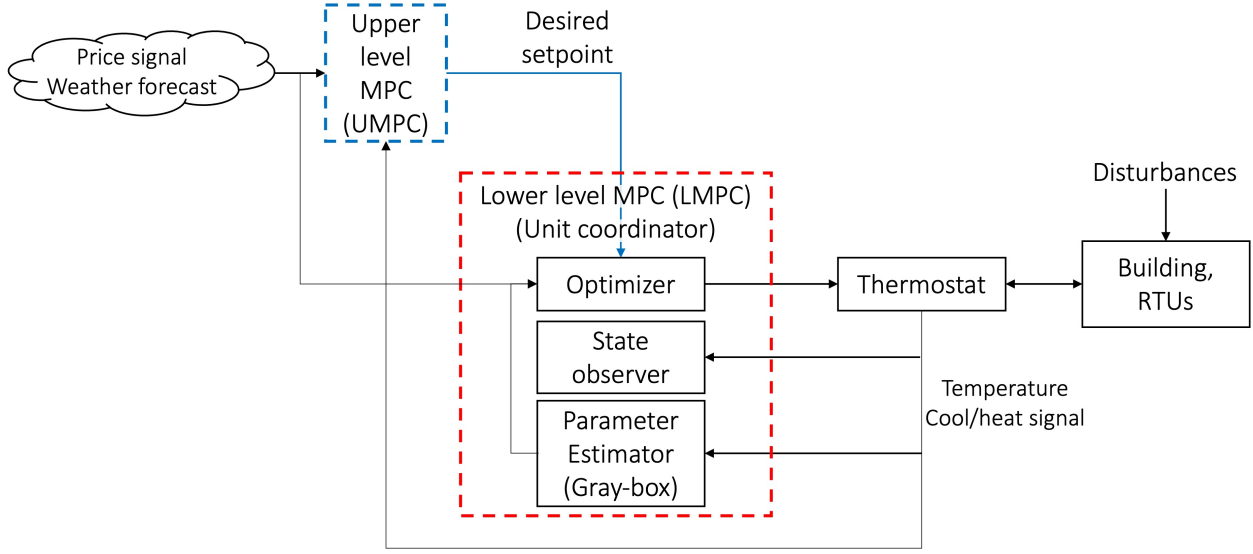 Price signal
Weather forecast
Upper
level
MPC
(UMPC)
Desired
setpoint
Lower level MPC (LMPC)
(Unit coordinator)
Optimizer
State
observer
Parameter
Estimator
(Gray-box)
Thermostat
Temperature
Cool/heat signal
Disturbances
Building,
RTUs